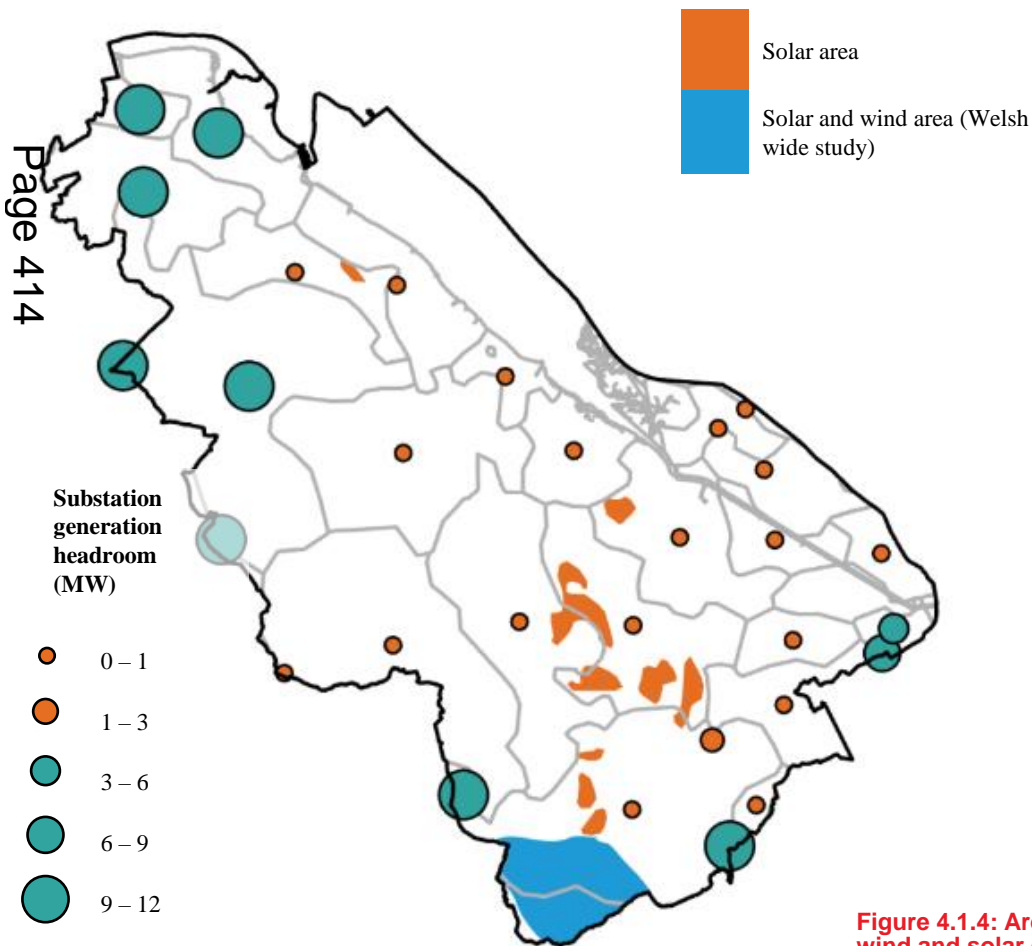 Solar area
Solar and wind area (Welsh
wide study)
Page 414
Substation
generation
headroom
(MW)
0 – 1
1 – 3
3 – 6
6 – 9
9 – 12
Figure 4.1.4:
wind and solar